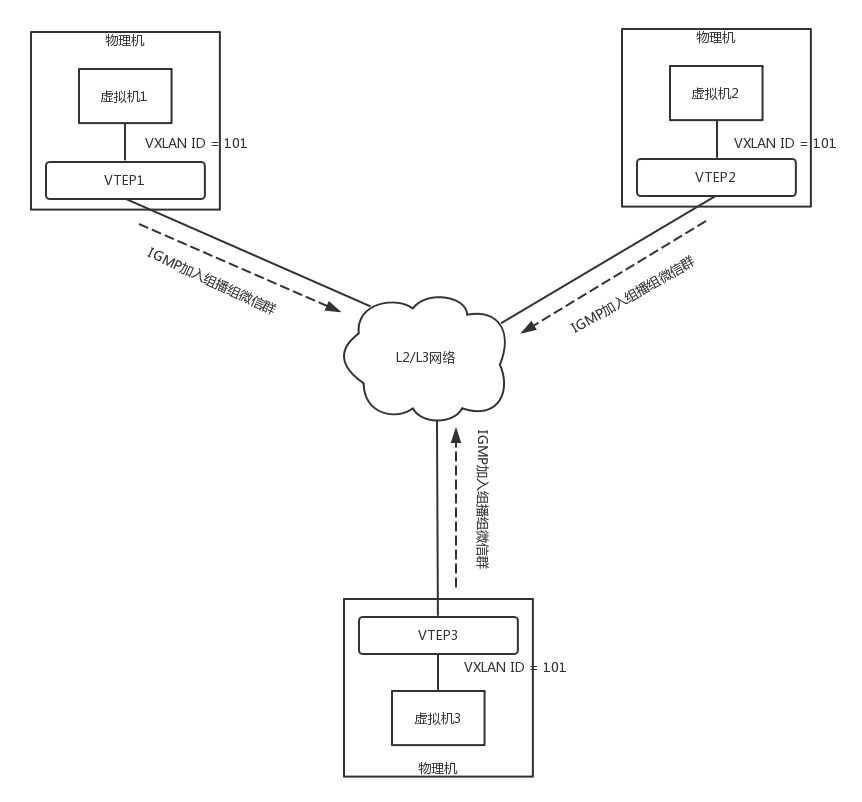 物理机
虚拟机1
VXLAN ID = 101
VTEP1
IGMP加入组播组微信群
物理机
虚拟机2
VXLAN ID = 101
VTEP2
IGMP加入组播组微信群
L2/L3网络
IGMP加入组播组微信群
VTEP3
VXLAN ID = 101
虚拟机3
物理机